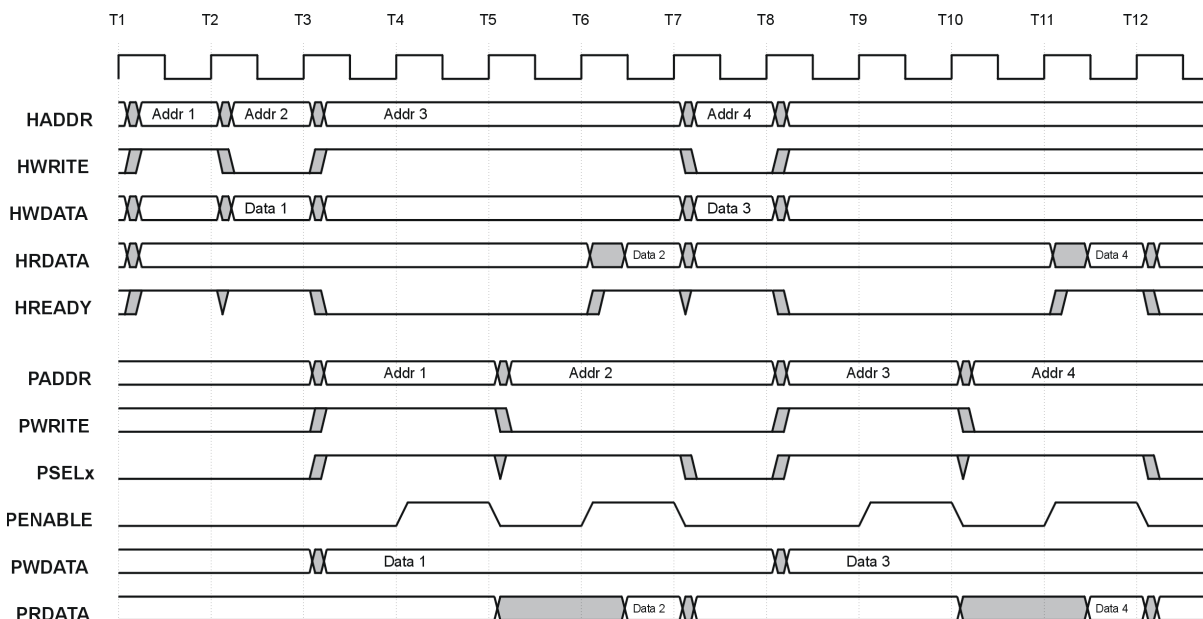 T1 T2 T3 T4 T5 T6 T7 T8 T9 T10 T11 T12
HADDR Addr 1 Addr 2 Addr 3 Addr 4
HWRITE
HWDATA Data 1 Data 3
HRDATA Data 2 Data 4
HREADY
PADDR Addr 1 Addr 2 Addr 3 Addr 4
PWRITE
PSELx
PENABLE
PWDATA Data 1 Data 3
PRDATA Data 2 Data 4